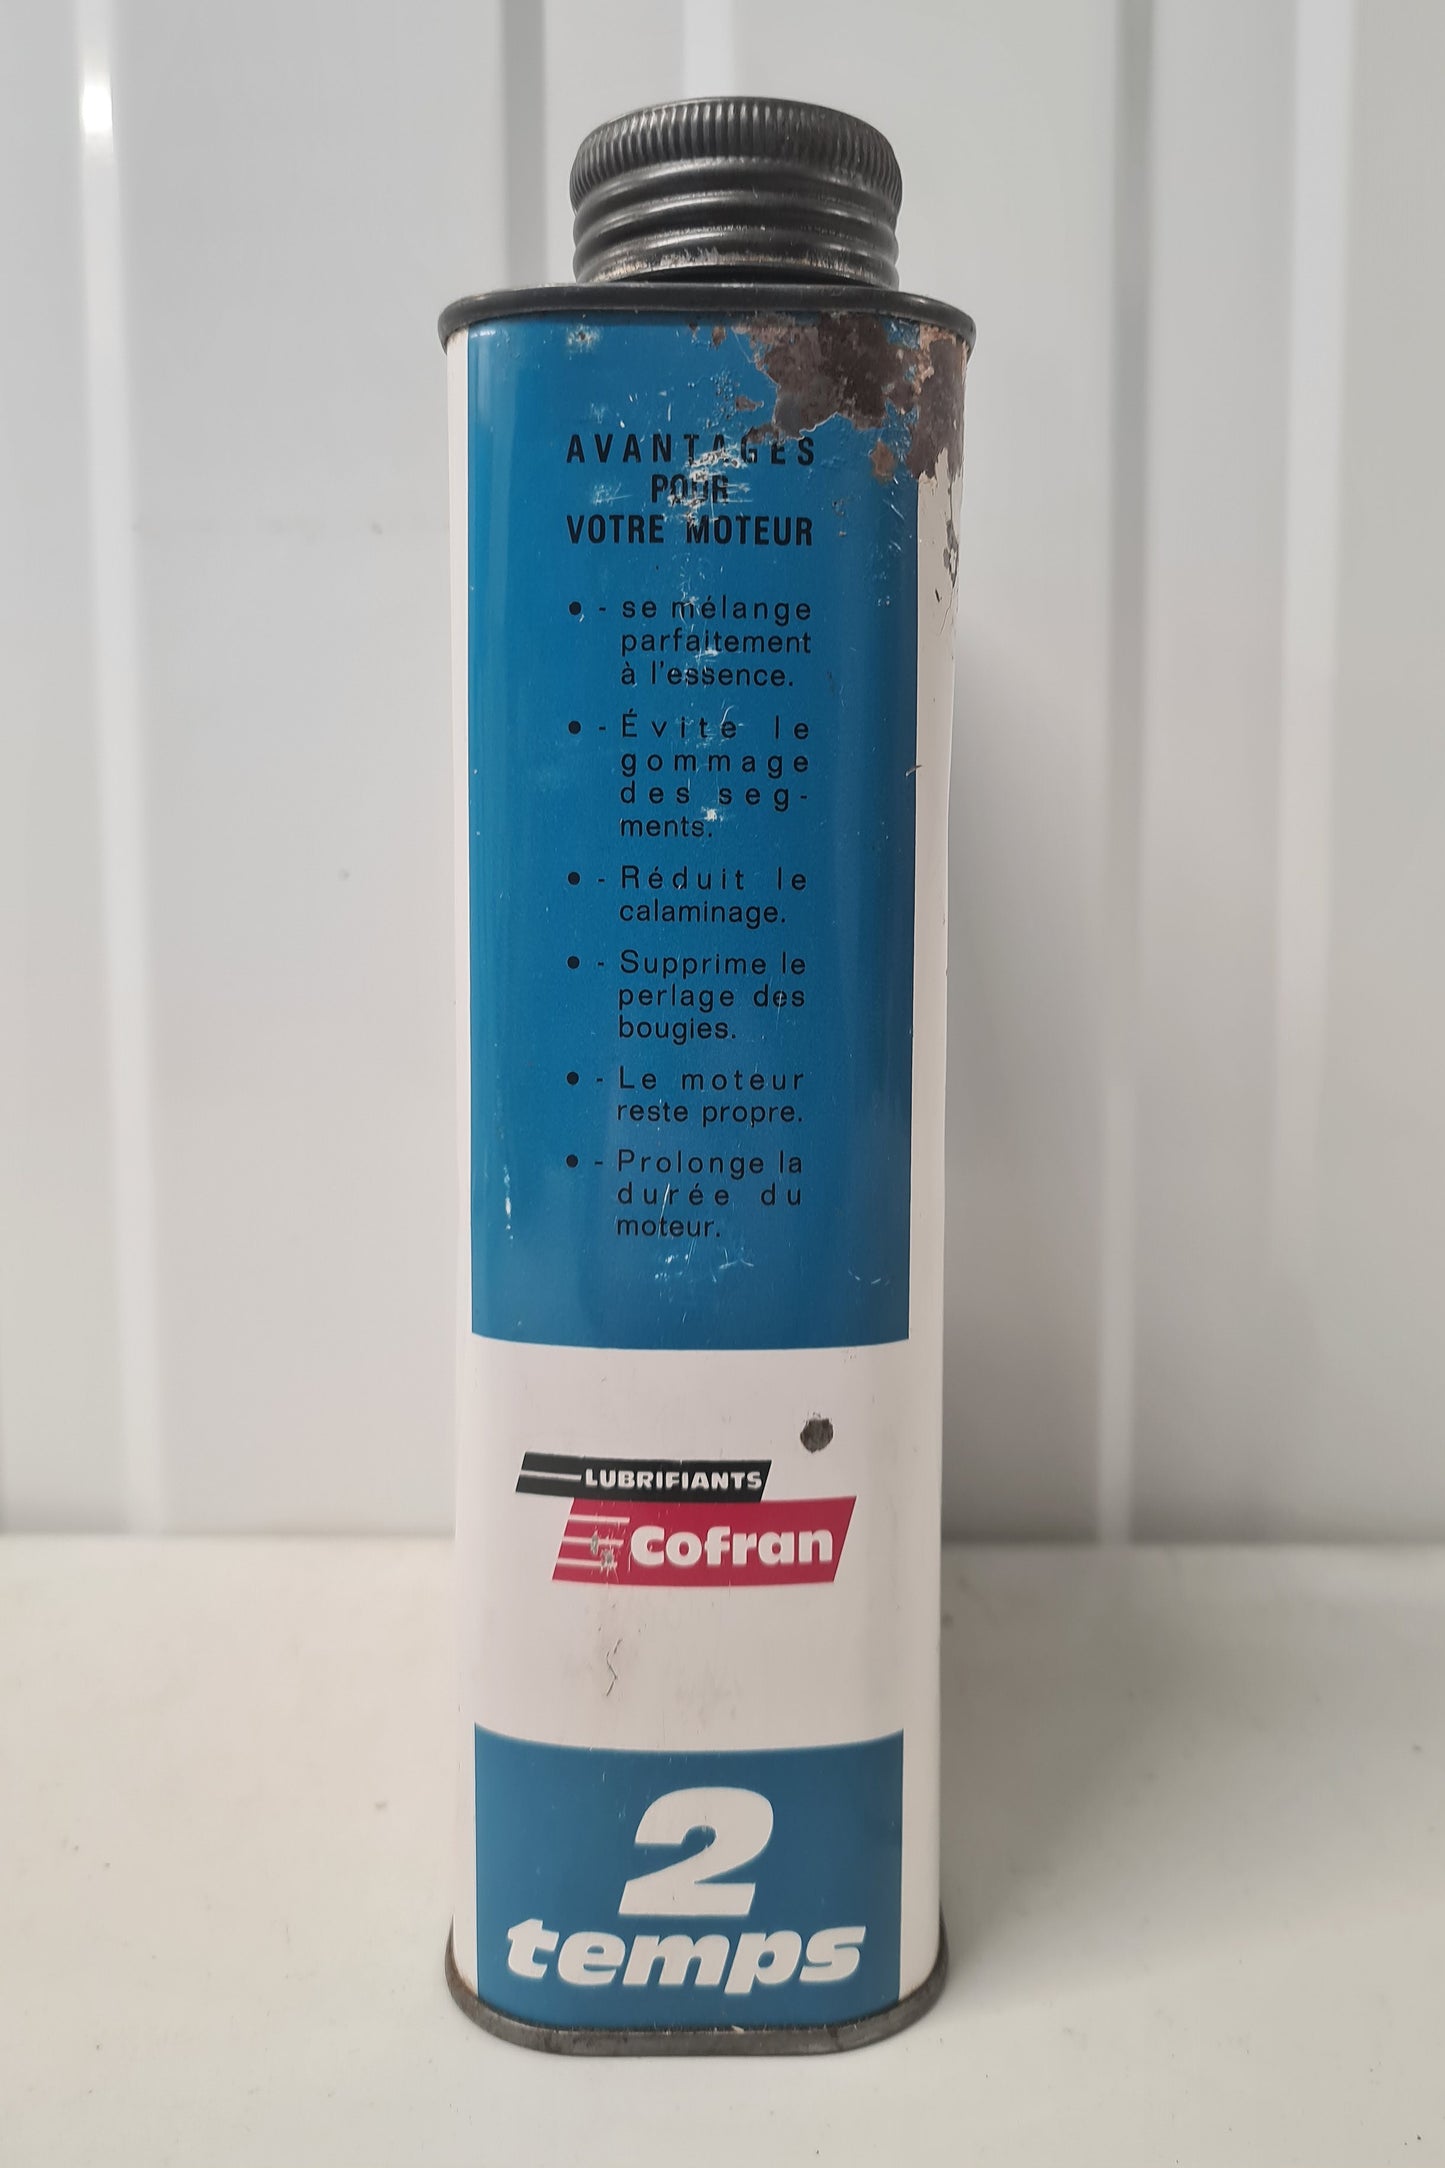 AVANTAGES
POUR
VOTRE MOTEUR
• - se mélange
parfaitement
à l'essence.
• - Évite le
gommage
des seg-
ments.
• - Réduit le
calaminage.
• - Supprime le
perlage des
bougies.
• - Le moteur
reste propre.
• - Prolonge la
durée du
moteur.
LUBRIFIANTS
Cofran
2
temps